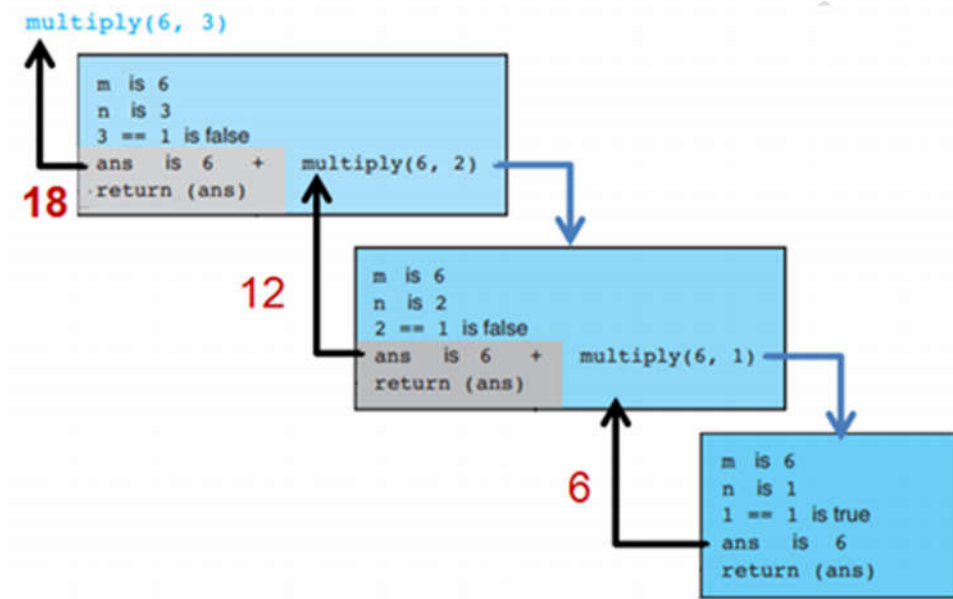 multiply(6, 3)
m is 6
n is 3
3 == 1 is false
ans is 6 + multiply(6, 2)
return (ans)
18
m is 6
n is 2
2 == 1 is false
ans is 6 + multiply(6, 1)
return (ans)
12
m is 6
n is 1
1 == 1 is true
ans is 6
return (ans)
6